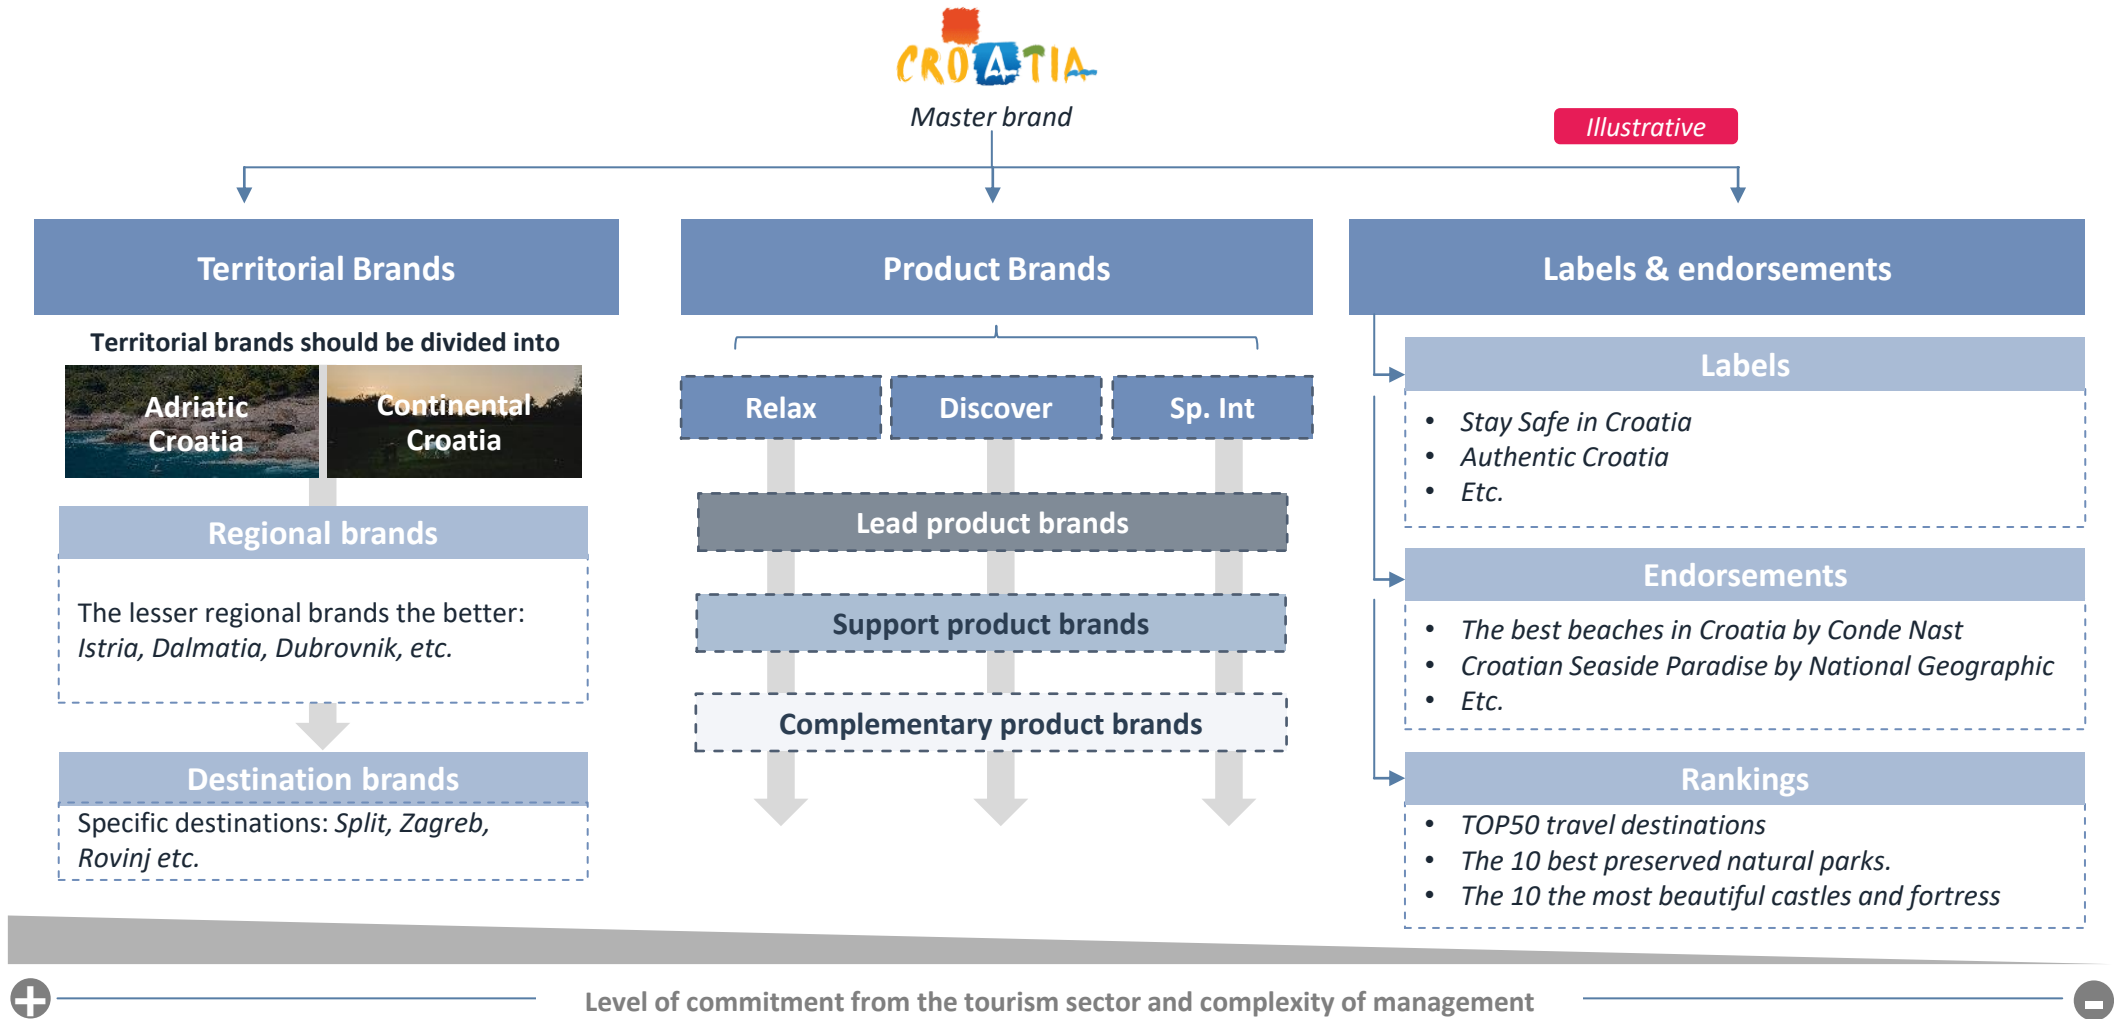 CROATIA
Master brand
Illustrative
Territorial Brands
Territorial brands should be divided into
Adriatic
Croatia
Continental
Croatia
Regional brands
The lesser regional brands the better:
Istria, Dalmatia, Dubrovnik, etc.
Destination brands
Specific destinations: Split, Zagreb,
Rovinj etc.
Product Brands
Relax
Discover
Sp. Int
Lead product brands
Support product brands
Complementary product brands
Labels & endorsements
Labels
• Stay Safe in Croatia
• Authentic Croatia
• Etc.
Endorsements
• The best beaches in Croatia by Conde Nast
• Croatian Seaside Paradise by National Geographic
• Etc.
Rankings
• TOP50 travel destinations
• The 10 best preserved natural parks.
• The 10 the most beautiful castles and fortress
+
Level of commitment from the tourism sector and complexity of management
-